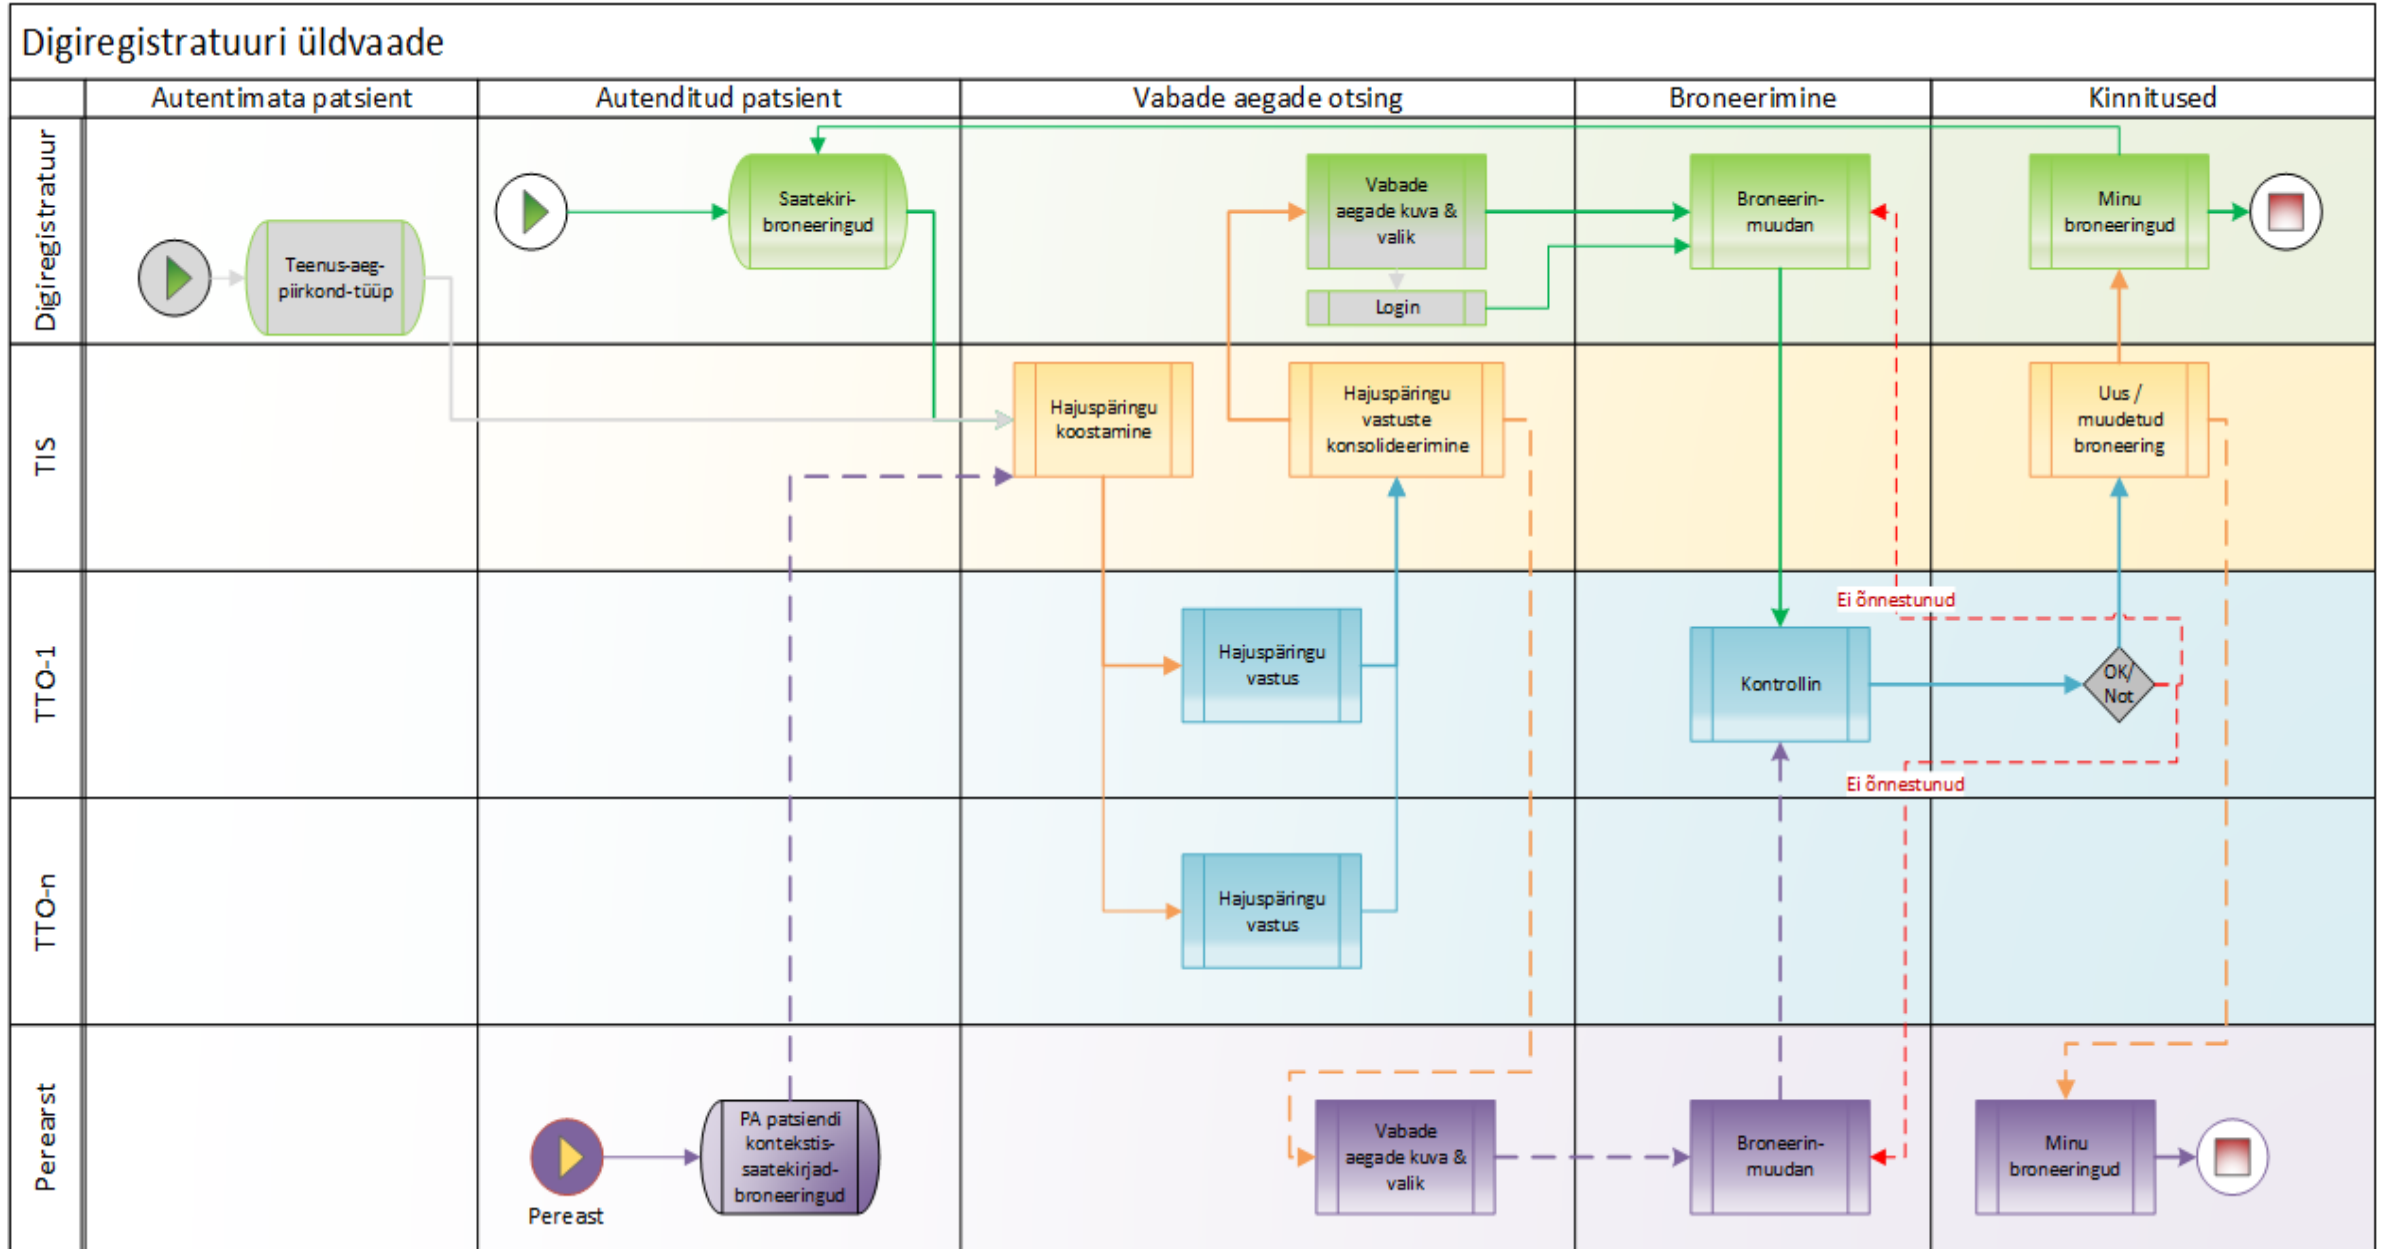 Digiregistratuuri üldvaade
Autentimata patsient
Autenditud patsient
Vabade aegade otsing
Broneerimine
Kinnitused
Digiregistratuur
Teenus-aeg-
piirkond-tüüp
Saatekiri-
broneeringud
Vabade
aegade kuva &
valik
Login
Broneerin-
muudan
Minu
broneeringud
TIS
Hajuspäringu
koostamine
Hajuspäringu
vastuste
konsolideerimine
Uus /
muudetud
broneering
TTO-1
Hajuspäringu
vastus
Kontrollin
Ei õnnestunud
OK/
Not
Ei õnnestunud
TTO-n
Hajuspäringu
vastus
Perearst
Pereast
PA patsiendi
kontekstis-
saatekirjad-
broneeringud
Vabade
aegade kuva &
valik
Broneerin-
muudan
Minu
broneeringud